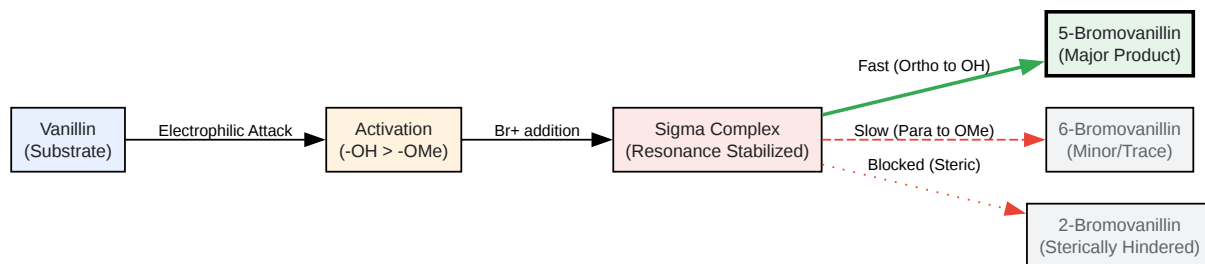 Vanillin
(Substrate)
Electrophilic Attack
Activation
(-OH > -OMe)
Br+ addition
Sigma Complex
(Resonance Stabilized)
Fast (Ortho to OH)
5-Bromovanillin
(Major Product)
Slow (Para to OMe)
6-Bromovanillin
(Minor/Trace)
Blocked (Steric)
2-Bromovanillin
(Sterically Hindered)